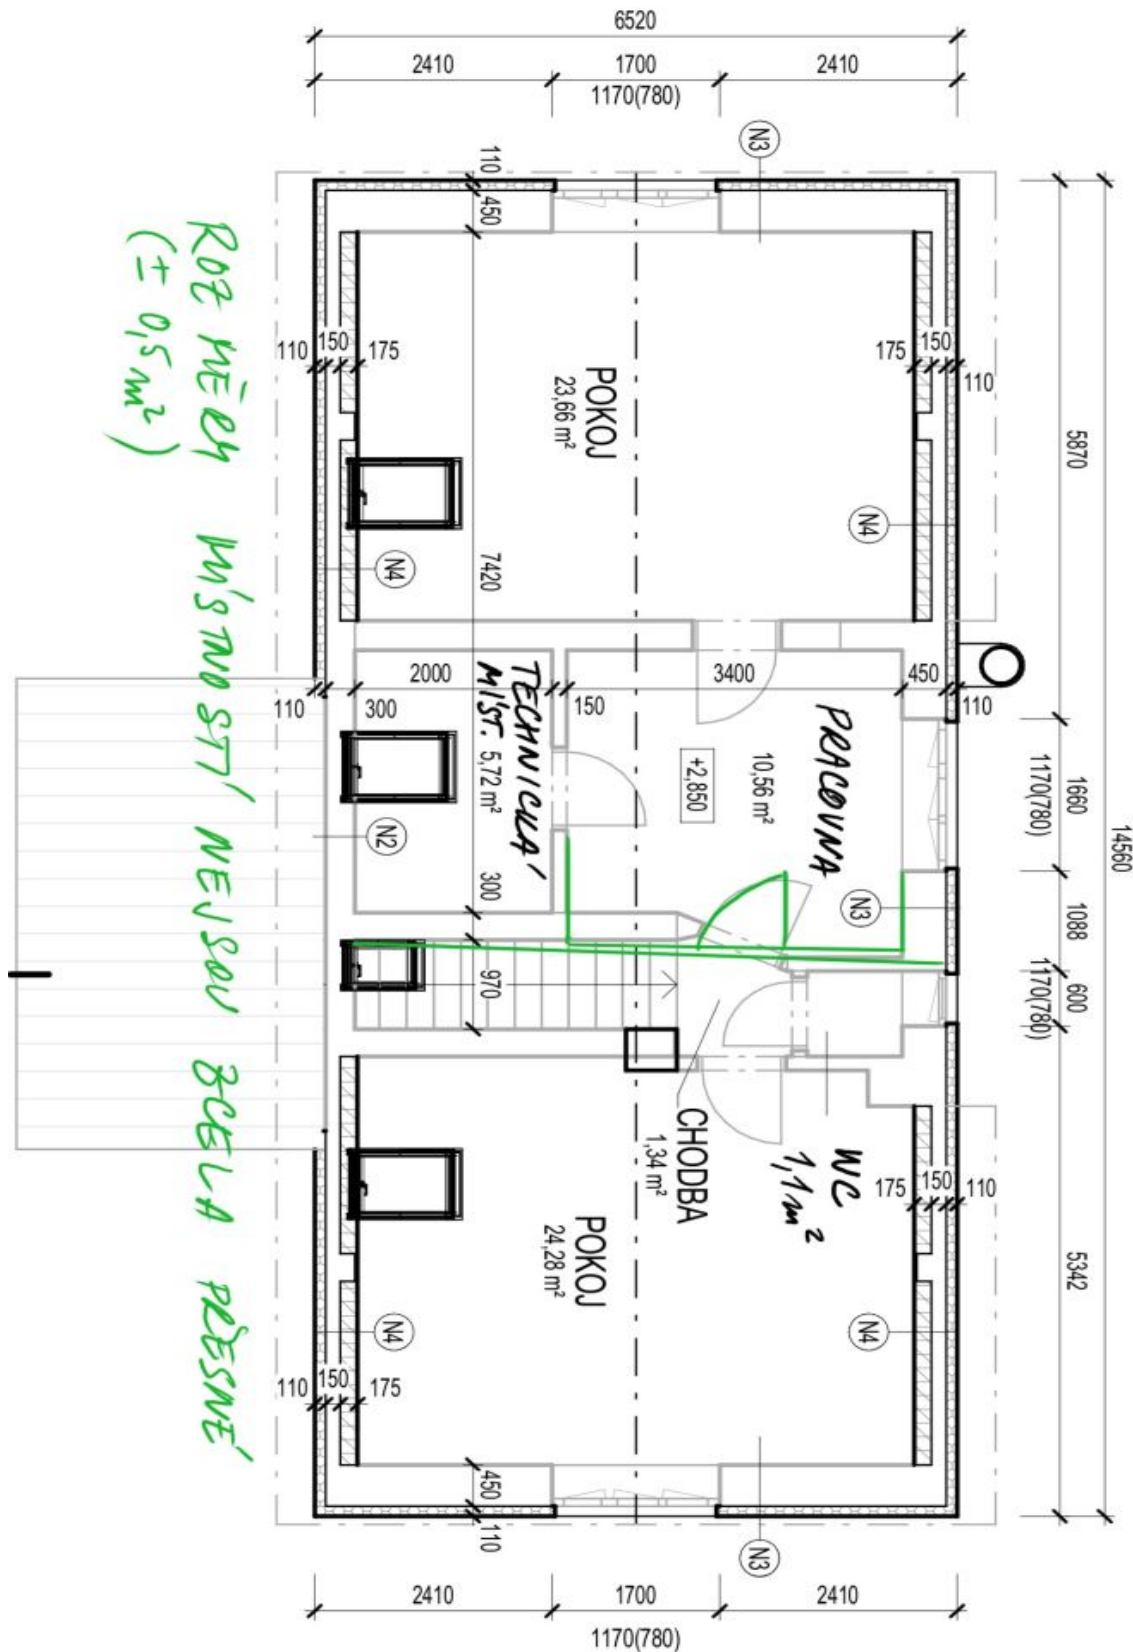 6520
2410
1700
2410
1170(780)
N3
110
450
110
150
175
175
150
110
POKOJ
23,66 m²
N4
N4
7420
5870
14560
2000
3400
450
110
300
150
110
TECHNICKÁ
MÍST. 5,72 m²
PRACOVNA
10,56 m²
+2,850
1660
1170(780)
N2
300
N3
1088
970
600
1170(780)
CHODBA
1,34 m²
WC
1,1 m²
175
150
110
POKOJ
24,28 m²
5342
N4
N4
110
150
175
450
110
N3
2410
1700
2410
1170(780)
ROZMĚRY MÍSTNOSTÍ NEJSOU ZCELA PŘESNÉ
(± 0,5 m²)